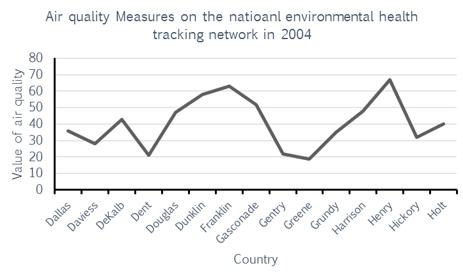 Air quality Measures on the natioanl environmental health
tracking network in 2004
Value of air quality
80
70
60
50
40
30
20
10
0
Dallas
Daviess
DeKalb
Dent
Douglas
Dunklin
Franklin
Gasconade
Gentry
Greene
Grundy
Harrison
Henry
Hickory
Holt
Country